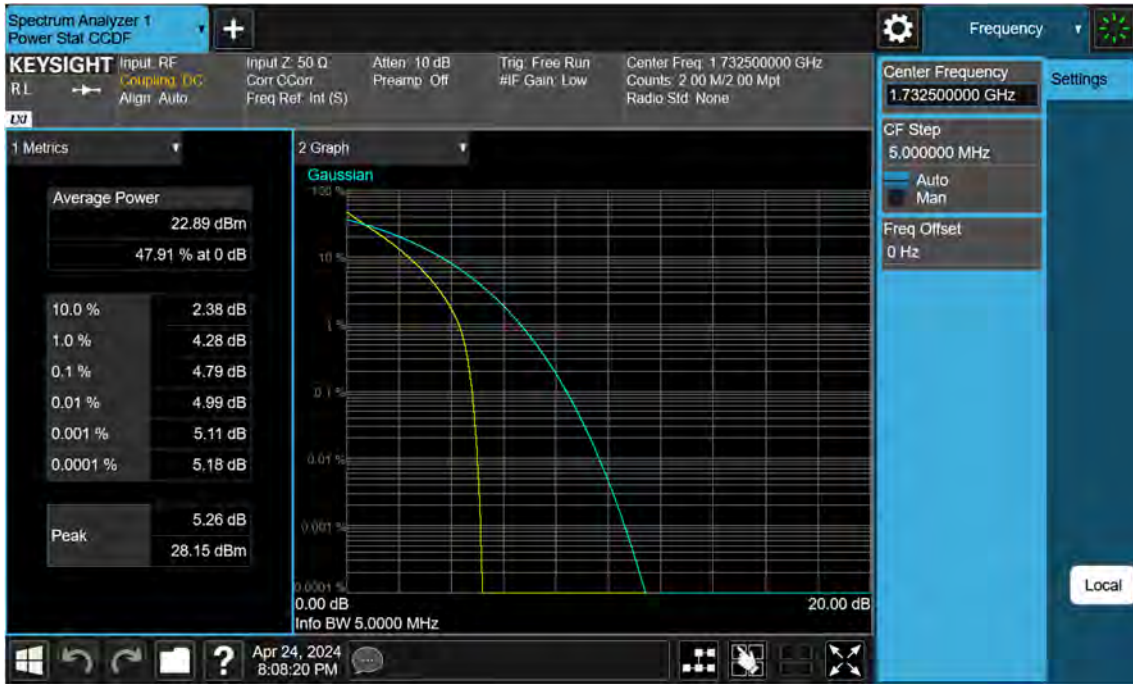 Spectrum Analyzer 1
Power Stat CCDF
Frequency
KEYSIGHT
R L
LXI
Input: RF
Coupling: DC
Align: Auto
Input Z: 50 Ω
Corr CCorr
Freq Ref: Int (S)
Atten: 10 dB
Preamp: Off
Trig: Free Run
#IF Gain: Low
Center Freq: 1.732500000 GHz
Counts: 2.00 M/2.00 Mpt
Radio Std: None
Center Frequency
1.732500000 GHz
Settings
CF Step
5.000000 MHz
Auto
Man
Freq Offset
0 Hz
1 Metrics
Average Power
22.89 dBm
47.91 % at 0 dB
10.0 % 2.38 dB
1.0 % 4.28 dB
0.1 % 4.79 dB
0.01 % 4.99 dB
0.001 % 5.11 dB
0.0001 % 5.18 dB
Peak
5.26 dB
28.15 dBm
2 Graph
Gaussian
100 %
10 %
1 %
0.1 %
0.01 %
0.001 %
0.0001 %
0.00 dB 20.00 dB
Info BW 5.0000 MHz
Local
?
Apr 24, 2024
8:08:20 PM